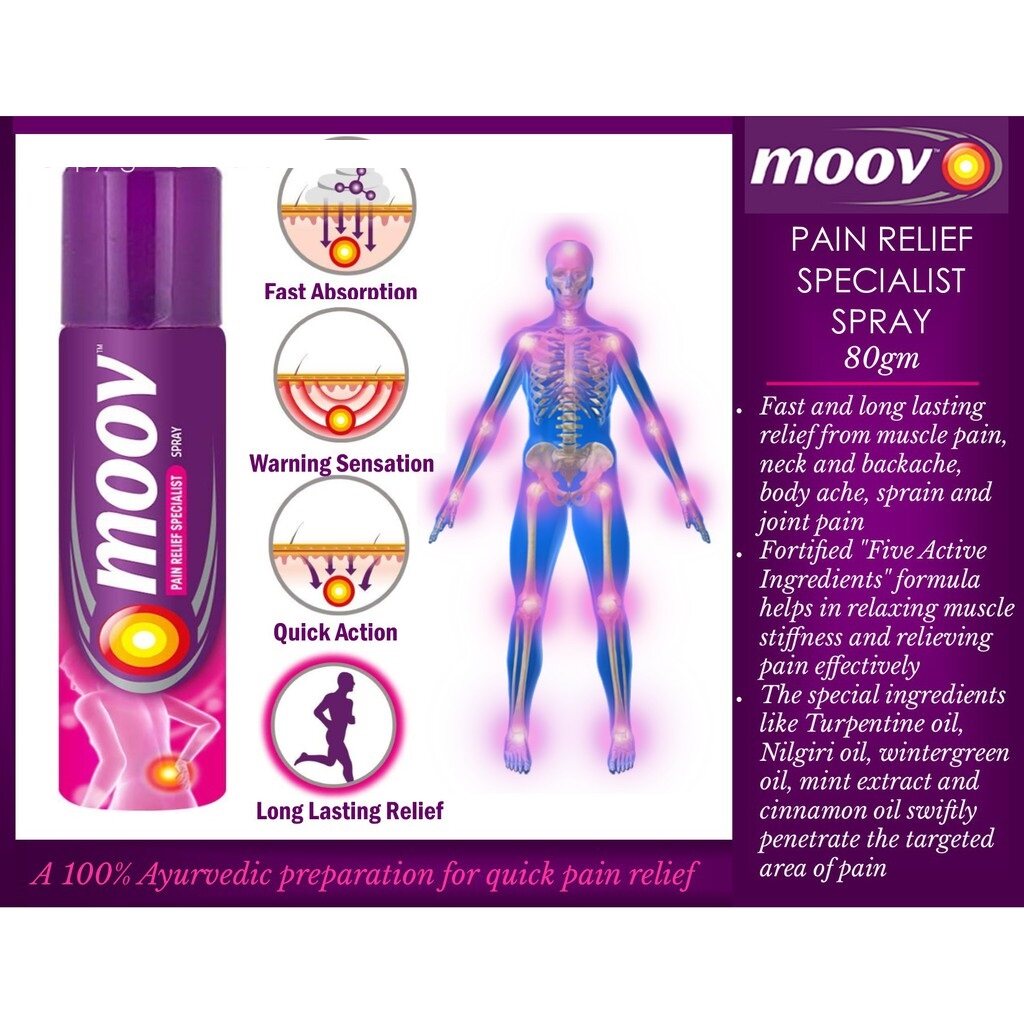 moov™
PAIN RELIEF SPECIALIST
SPRAY
Fast Absorption
Warning Sensation
Quick Action
Long Lasting Relief
A 100% Ayurvedic preparation for quick pain relief
moov™
PAIN RELIEF
SPECIALIST
SPRAY
80gm
• Fast and long lasting
relief from muscle pain,
neck and backache,
body ache, sprain and
joint pain
• Fortified "Five Active
Ingredients" formula
helps in relaxing muscle
stiffness and relieving
pain effectively
• The special ingredients
like Turpentine oil,
Nilgiri oil, wintergreen
oil, mint extract and
cinnamon oil swiftly
penetrate the targeted
area of pain